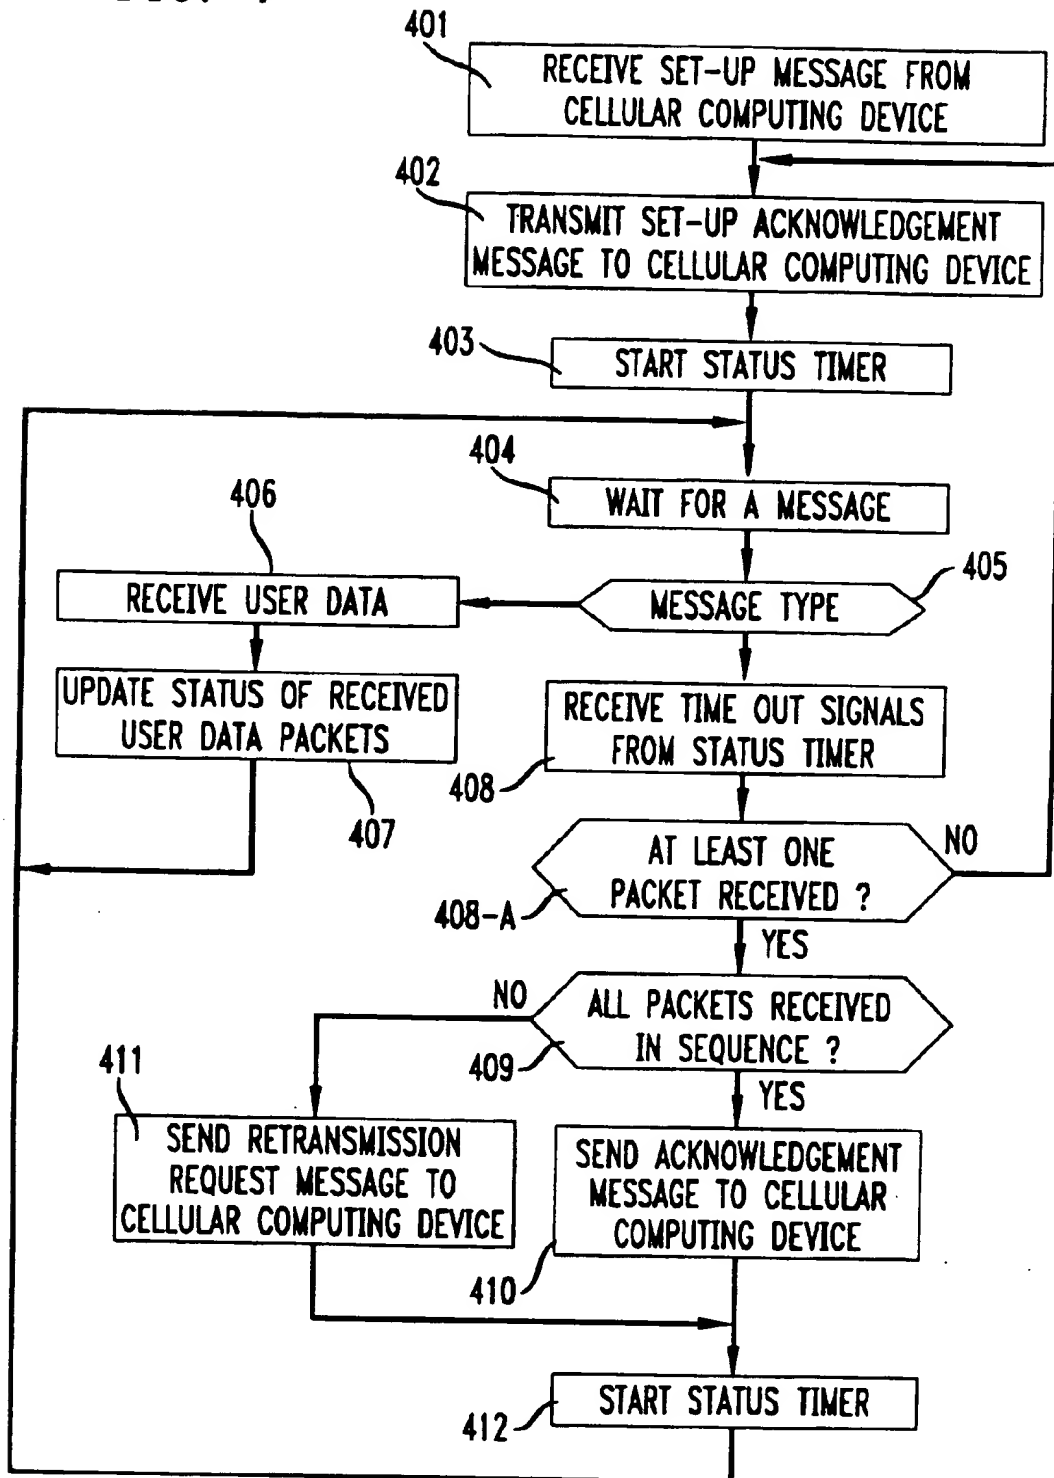 401
RECEIVE SET-UP MESSAGE FROM
CELLULAR COMPUTING DEVICE
402
TRANSMIT SET-UP ACKNOWLEDGEMENT
MESSAGE TO CELLULAR COMPUTING DEVICE
403
START STATUS TIMER
404
WAIT FOR A MESSAGE
406
405
RECEIVE USER DATA
MESSAGE TYPE
UPDATE STATUS OF RECEIVED
USER DATA PACKETS
407
RECEIVE TIME OUT SIGNALS
FROM STATUS TIMER
408
AT LEAST ONE
PACKET RECEIVED ?
NO
408-A
YES
NO
ALL PACKETS RECEIVED
IN SEQUENCE ?
409
YES
411
SEND RETRANSMISSION
REQUEST MESSAGE TO
CELLULAR COMPUTING DEVICE
SEND ACKNOWLEDGEMENT
MESSAGE TO CELLULAR
COMPUTING DEVICE
410
START STATUS TIMER
412